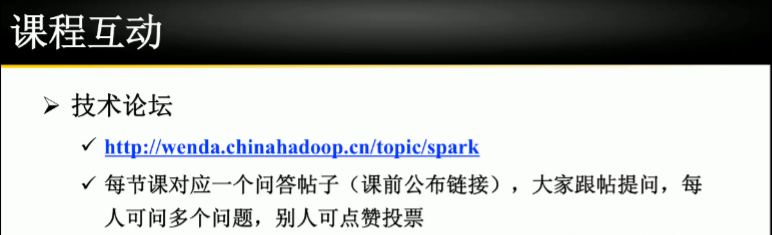 课程互动
➢ 技术论坛
✓ http://wenda.chinahadoop.cn/topic/spark
✓ 每节课对应一个问答帖子（课前公布链接），大家跟帖提问，每
人可问多个问题，别人可点赞投票